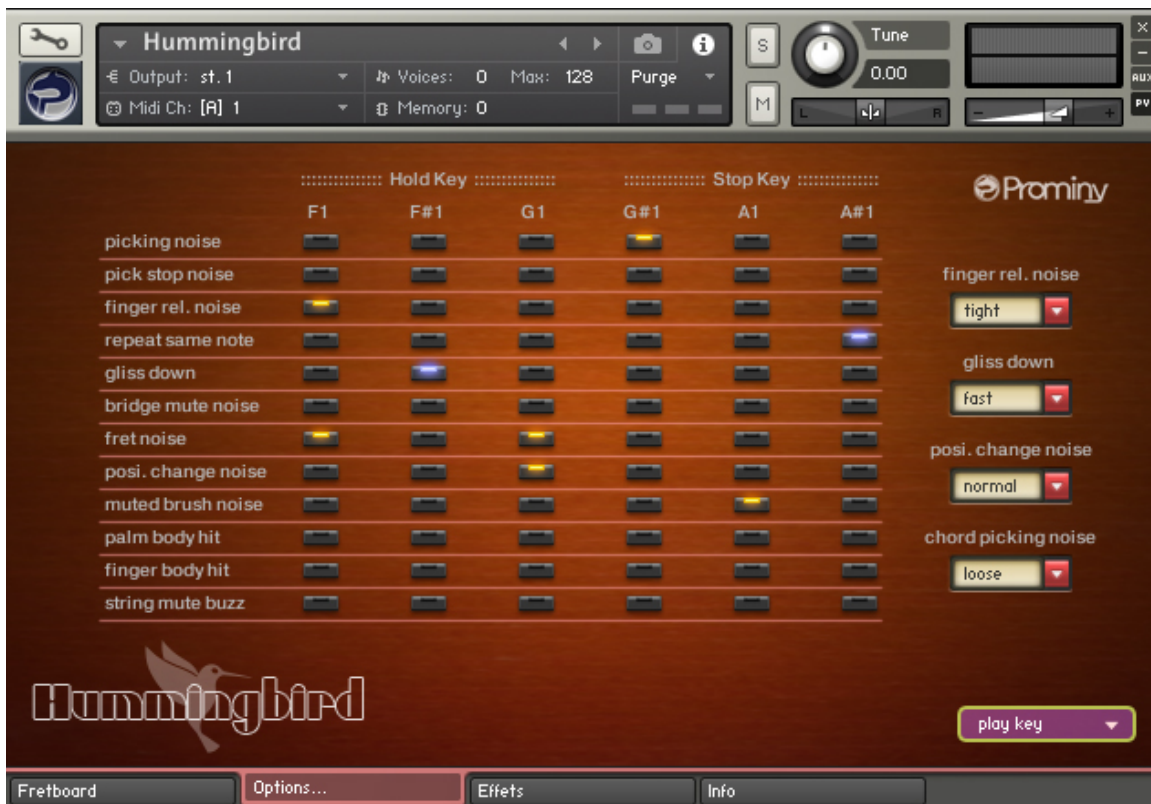 Hummingbird
Output: st.1 Voices: 0 Max: 128 Purge
Midi Ch: [A] 1 Memory: 0
S
M
Tune
0.00
L R
- +
×
-
AUX
PV
Hold Key Stop Key
F1 F#1 G1 G#1 A1 A#1
Prominy
picking noise
pick stop noise
finger rel. noise
repeat same note
gliss down
bridge mute noise
fret noise
posi. change noise
muted brush noise
palm body hit
finger body hit
string mute buzz
finger rel. noise
tight
gliss down
fast
posi. change noise
normal
chord picking noise
loose
Hummingbird
play key
Fretboard Options... Effets Info